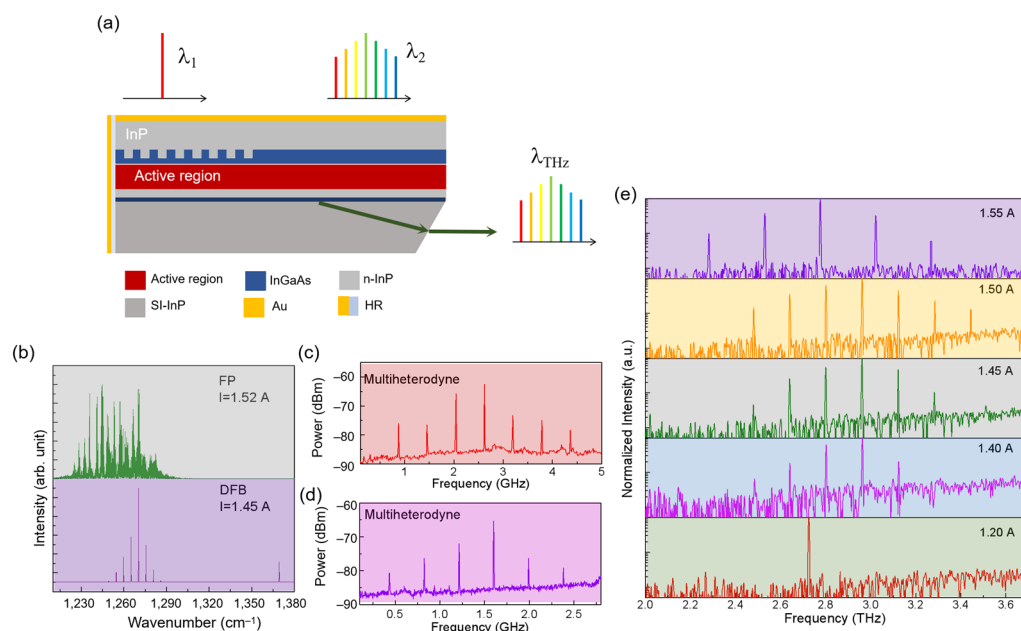 (a)
λ1
λ2
InP
Active region
λTHz
Active region
InGaAs
n-InP
SI-InP
Au
HR
(b)
FP
I=1.52 A
DFB
I=1.45 A
Intensity (arb. unit)
1,230 1,260 1,290 1,320 1,350 1,380
Wavenumber (cm−1)
(c)
Multiheterodyne
Power (dBm)
−60
−70
−80
−90
1 2 3 4 5
Frequency (GHz)
(d)
Multiheterodyne
Power (dBm)
−60
−70
−80
−90
0.5 1.0 1.5 2.0 2.5
Frequency (GHz)
(e)
1.55 A
1.50 A
1.45 A
1.40 A
1.20 A
Normalized Intensity (a.u.)
2.0 2.2 2.4 2.6 2.8 3.0 3.2 3.4 3.6
Frequency (THz)